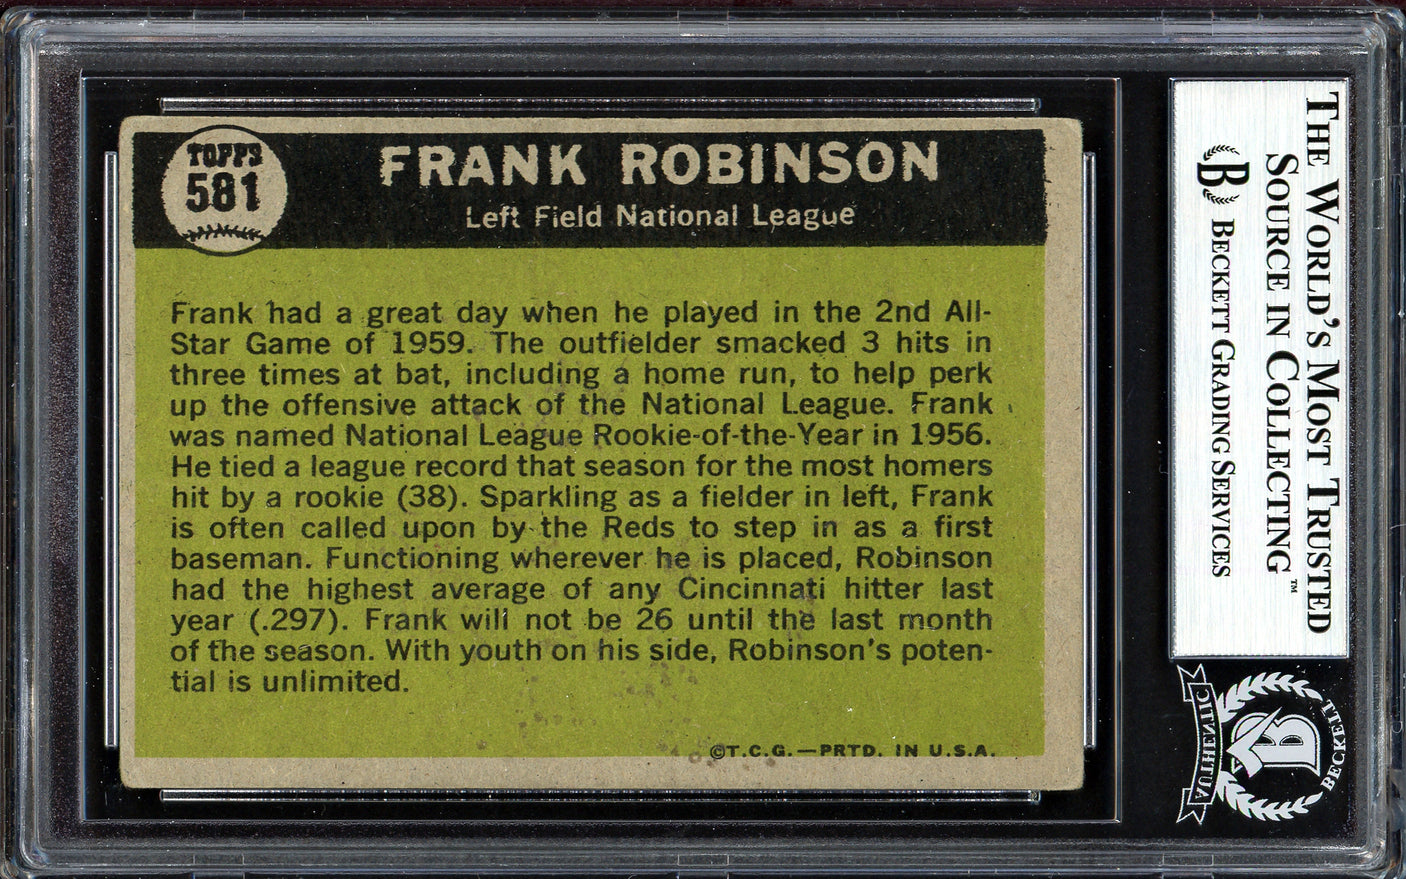 TOPPS
581
FRANK ROBINSON
Left Field National League
Frank had a great day when he played in the 2nd All-
Star Game of 1959. The outfielder smacked 3 hits in
three times at bat, including a home run, to help perk
up the offensive attack of the National League. Frank
was named National League Rookie-of-the-Year in 1956.
He tied a league record that season for the most homers
hit by a rookie (38). Sparkling as a fielder in left, Frank
is often called upon by the Reds to step in as a first
baseman. Functioning wherever he is placed, Robinson
had the highest average of any Cincinnati hitter last
year (.297). Frank will not be 26 until the last month
of the season. With youth on his side, Robinson's poten-
tial is unlimited.
©T.C.G.—PRTD. IN U.S.A.
THE WORLD'S MOST TRUSTED
SOURCE IN COLLECTING™
B BECKETT GRADING SERVICES
BECKETT
B
AUTHENTIC